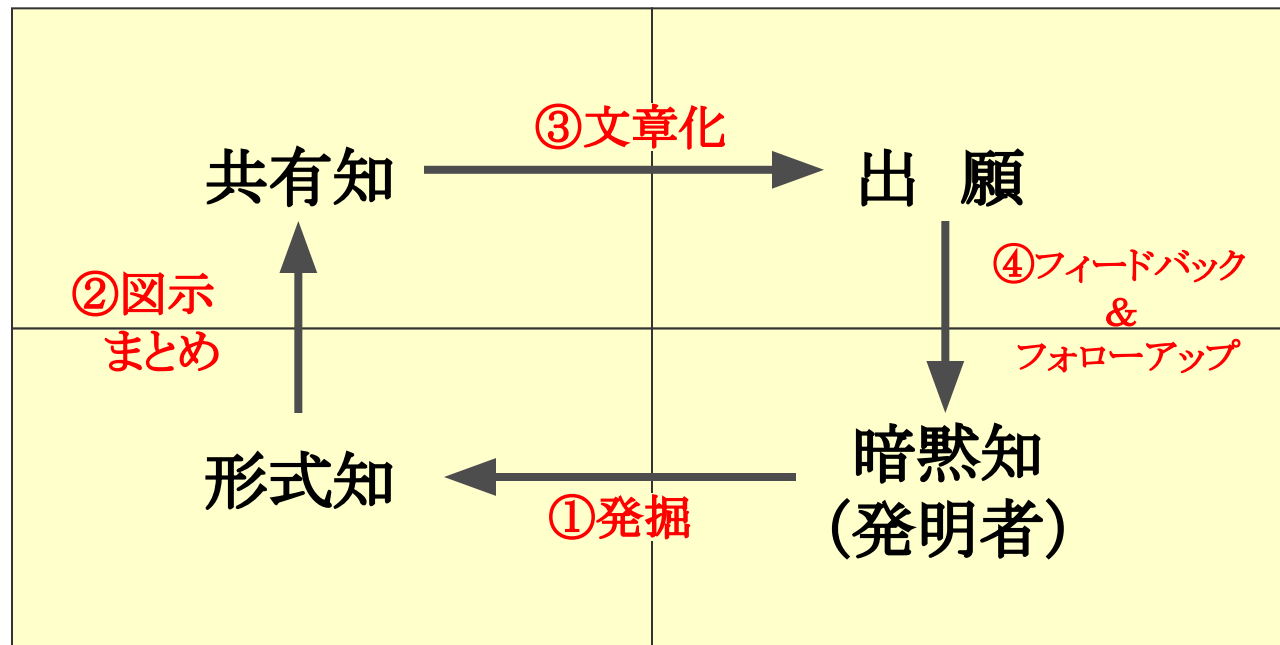 ③文章化
共有知
出　願
②図示
まとめ
④フィードバック
&
フォローアップ
形式知
暗黙知
(発明者)
①発掘